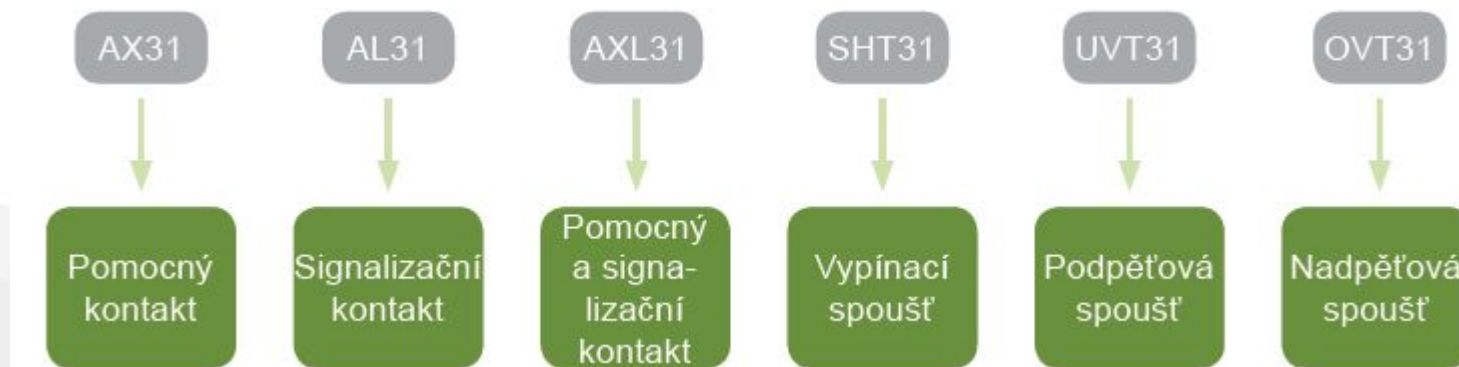 AX31
AL31
AXL31
SHT31
UVT31
OVT31
Pomocný
kontakt
Signalizační
kontakt
Pomocný
a signa-
lizační
kontakt
Vypínací
spoušť
Podpěťová
spoušť
Nadpěťová
spoušť